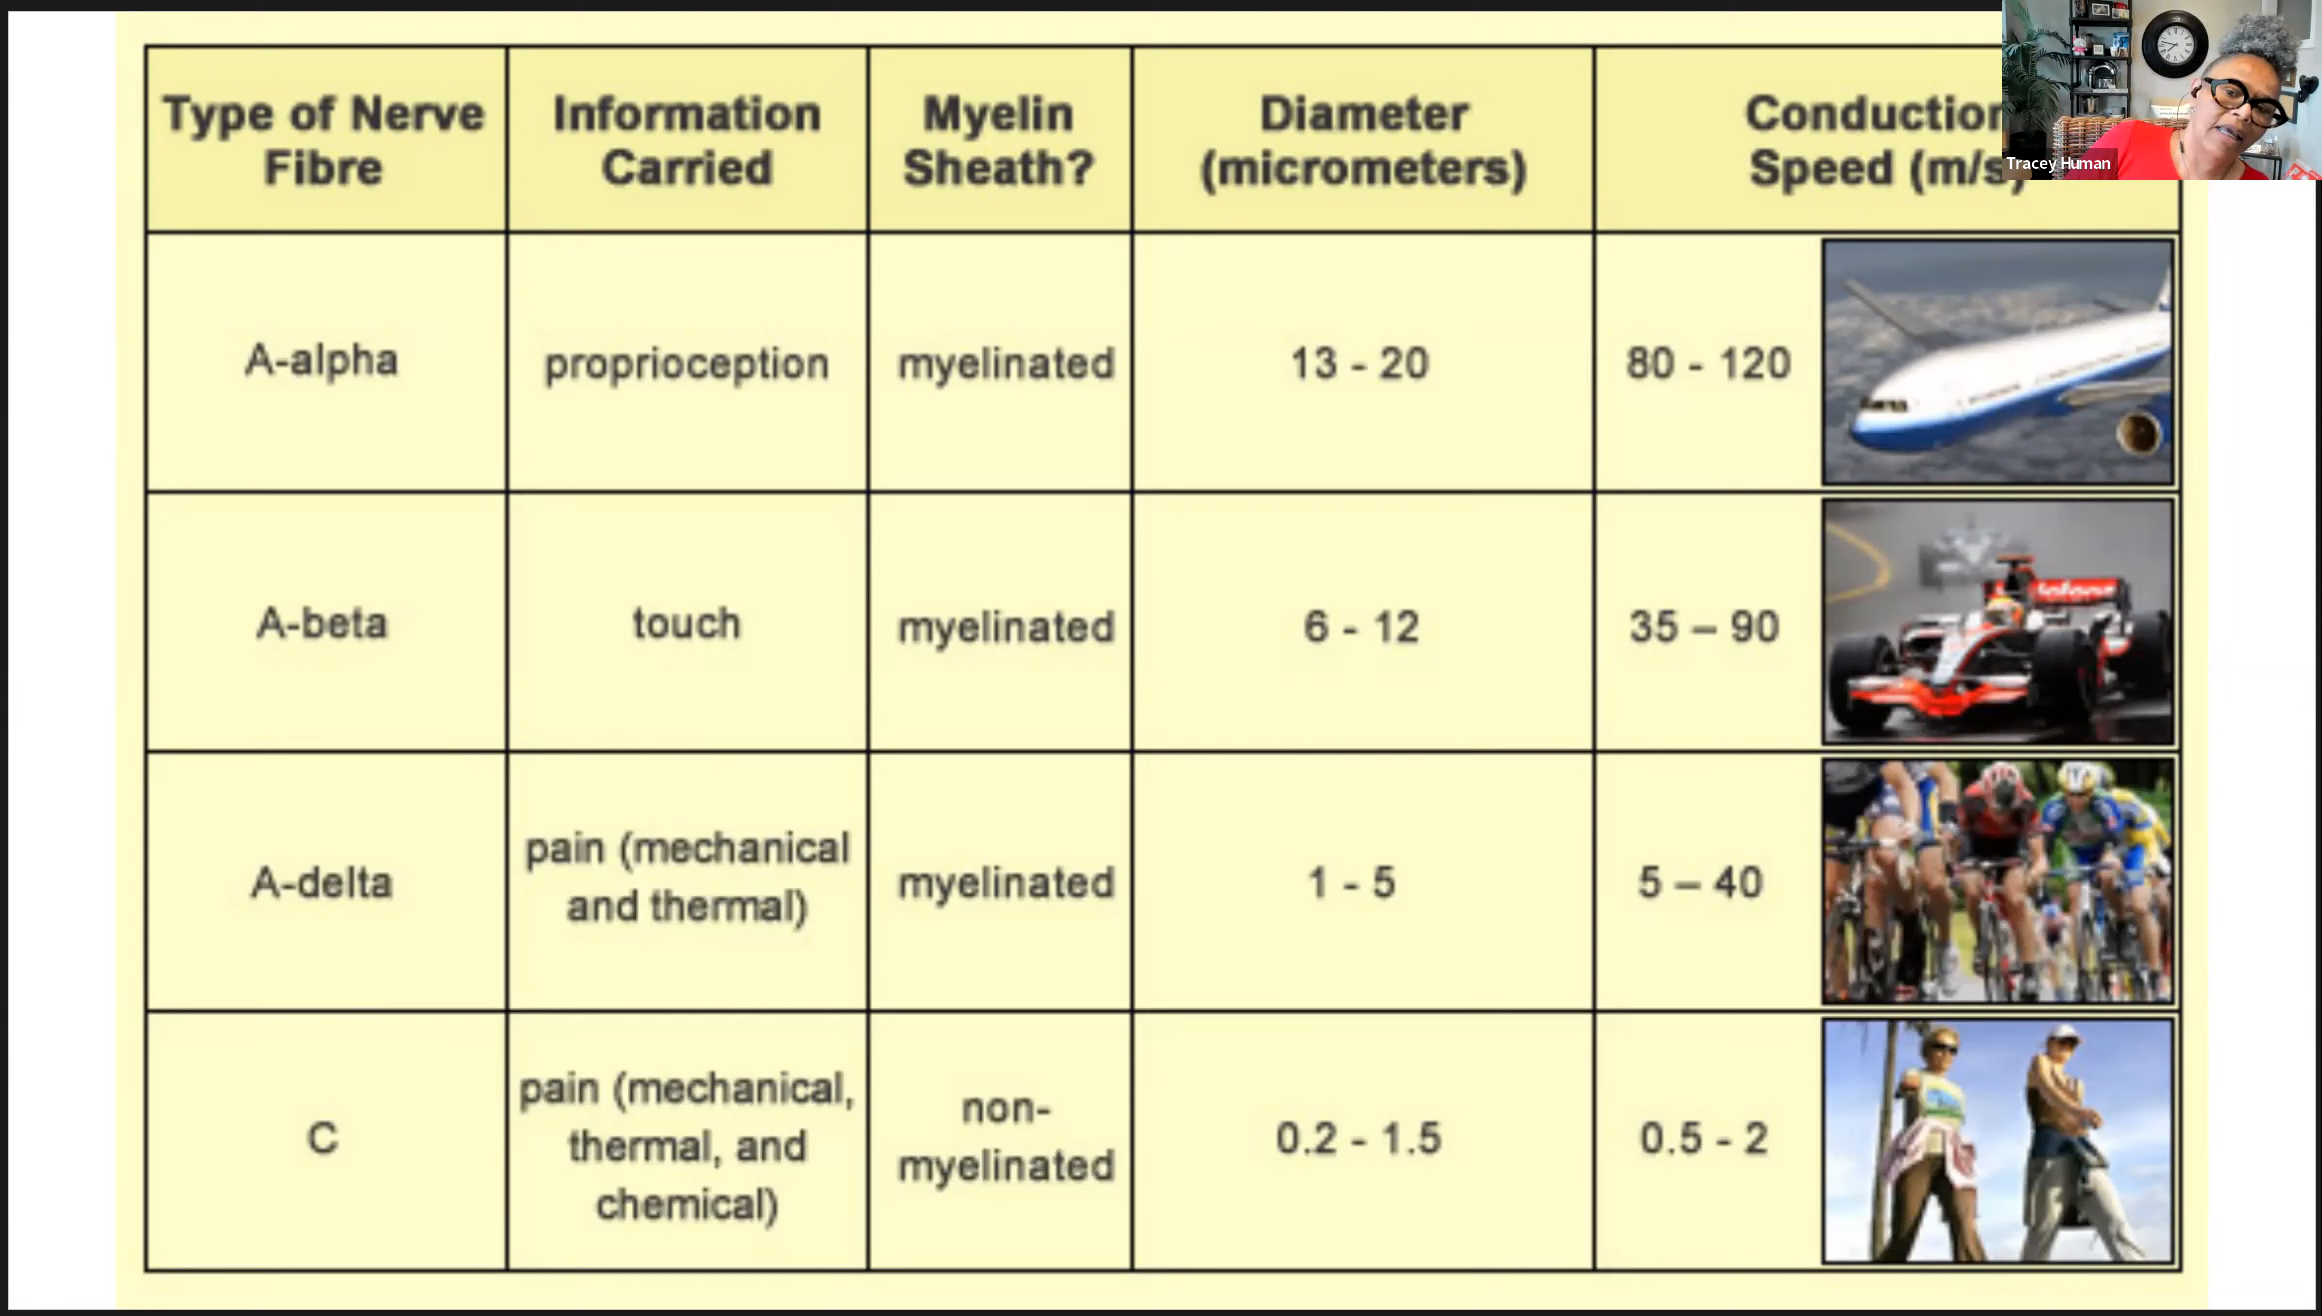 Type of Nerve
Fibre
Information
Carried
Myelin
Sheath?
Diameter
(micrometers)
Conduction
Speed (m/s)
Tracey Human
A-alpha
proprioception
myelinated
13 - 20
80 - 120
A-beta
touch
myelinated
6 - 12
35 – 90
A-delta
pain (mechanical
and thermal)
myelinated
1 - 5
5 – 40
C
pain (mechanical,
thermal, and
chemical)
non-
myelinated
0.2 - 1.5
0.5 - 2